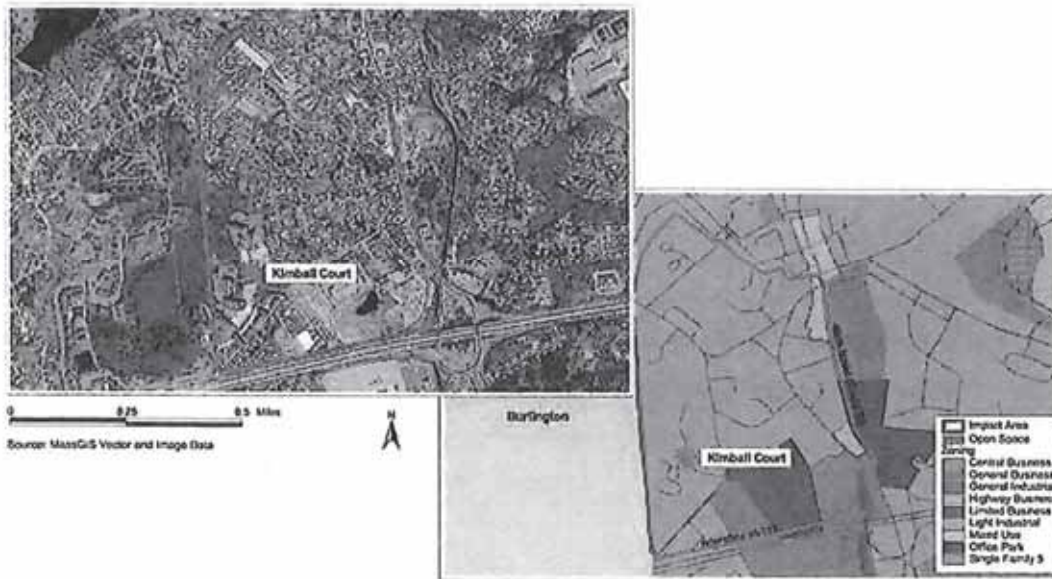 Kimball Court
0 0.25 0.5 Miles
N
Source: MassGIS Vector and Image Data
Burlington
Kimball Court
Impact Area
Open Space
Zoning
Central Business
General Business
General Industrial
Highway Business
Limited Business
Light Industrial
Mixed Use
Office Park
Single Family 5